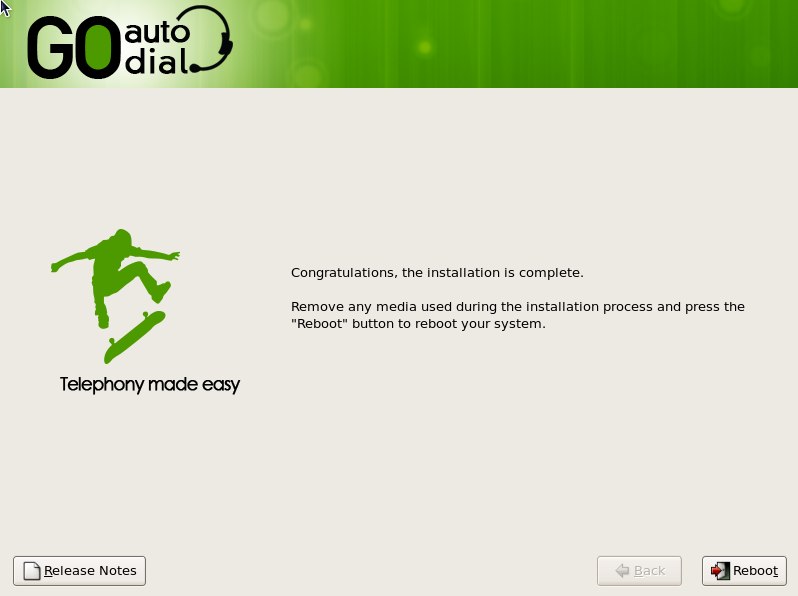 GO auto
dial
Congratulations, the installation is complete.
Remove any media used during the installation process and press the
"Reboot" button to reboot your system.
Telephony made easy
Release Notes
Back
Reboot